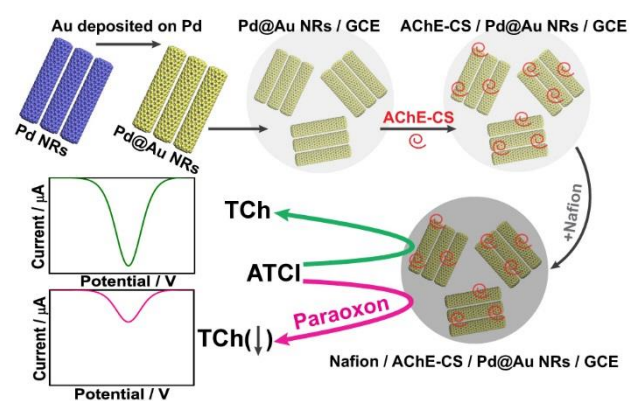 Au deposited on Pd
Pd NRs
Pd@Au NRs
Pd@Au NRs / GCE
AChE-CS
AChE-CS / Pd@Au NRs / GCE
+Nafion
Nafion / AChE-CS / Pd@Au NRs / GCE
TCh
ATCl
Paraoxon
TCh(↓)
Current / µA
Potential / V
Current / µA
Potential / V